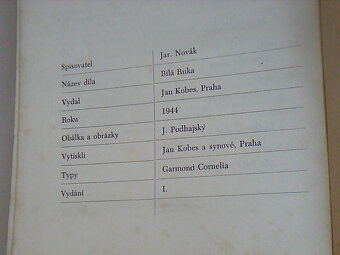 Spisovatel Jar. Novák
Název díla Bílá Ruka
Vydal Jan Kobes, Praha
Roku 1944
Obálka a obrázky J. Podhajský
Vytiskli Jan Kobes a synové, Praha
Typy Garmond Cornelia
Vydání I.